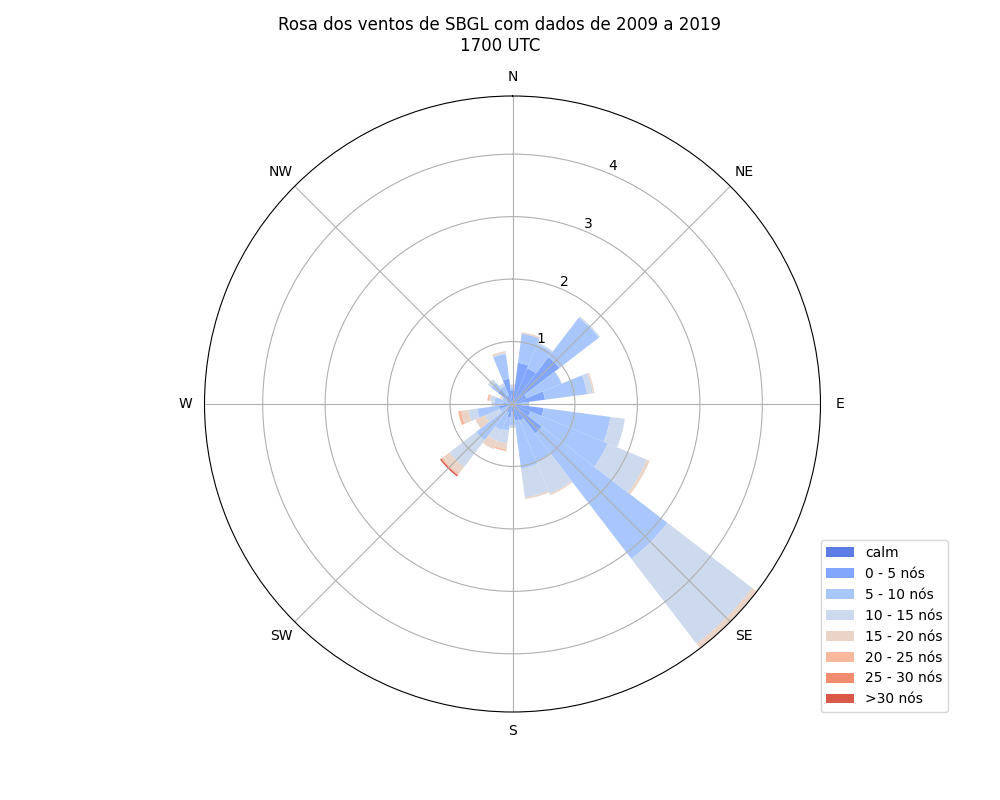 Rosa dos ventos de SBGL com dados de 2009 a 2019
1700 UTC
N
NW
NE
4
3
2
1
W
E
SW
SE
S
calm
0 - 5 nós
5 - 10 nós
10 - 15 nós
15 - 20 nós
20 - 25 nós
25 - 30 nós
>30 nós